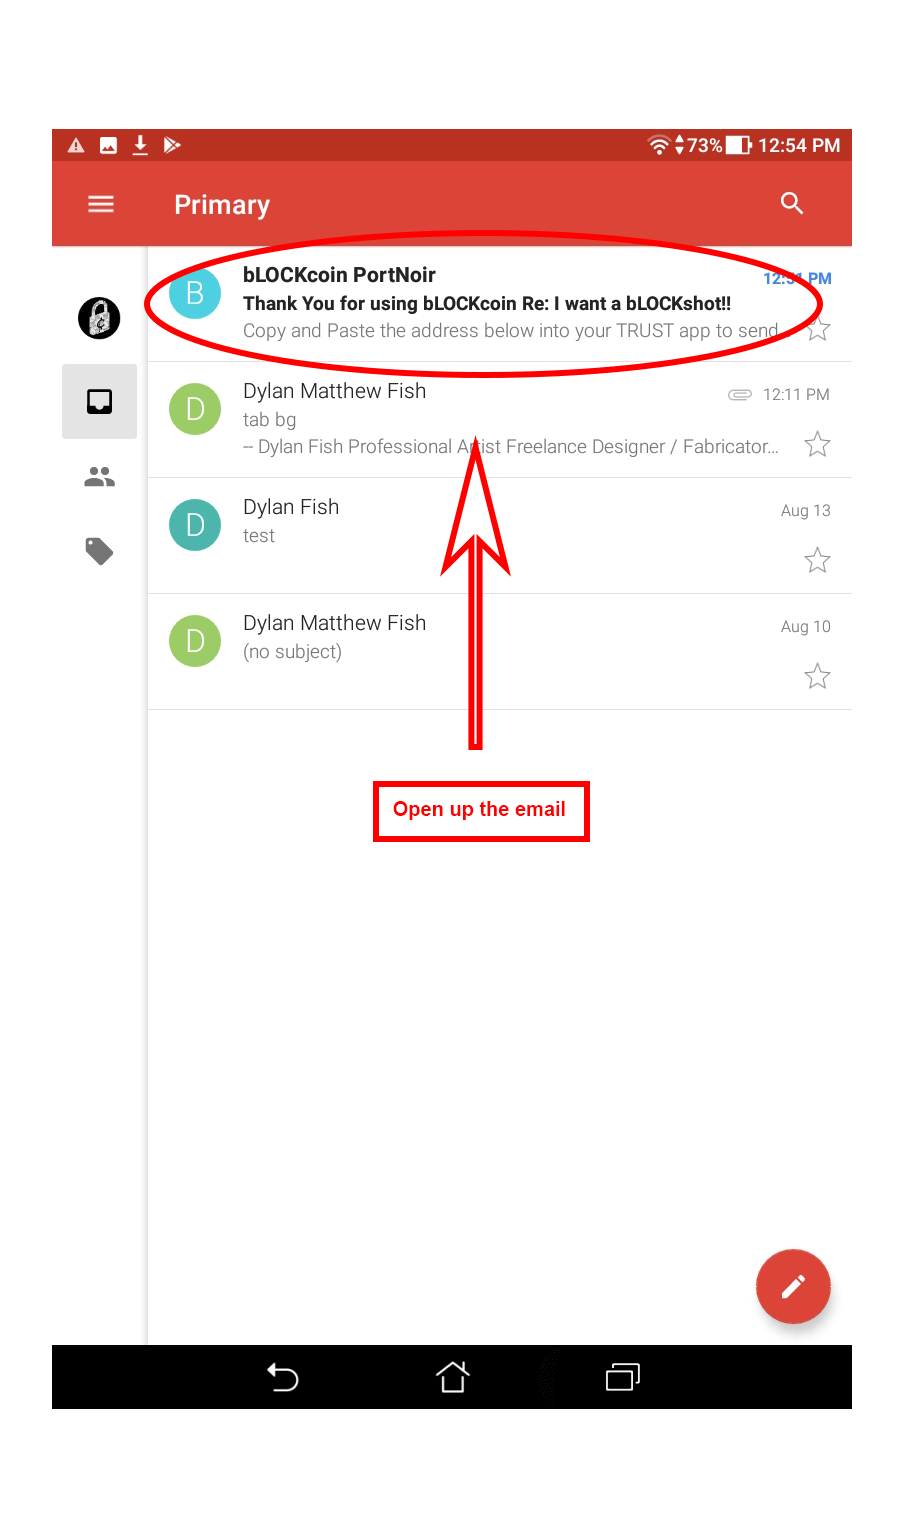 73% 12:54 PM
Primary
B
bLOCKcoin PortNoir
12:51 PM
Thank You for using bLOCKcoin Re: I want a bLOCKshot!!
Copy and Paste the address below into your TRUST app to send...
D
Dylan Matthew Fish
12:11 PM
tab bg
-- Dylan Fish Professional Artist Freelance Designer / Fabricator...
D
Dylan Fish
Aug 13
test
D
Dylan Matthew Fish
Aug 10
(no subject)
Open up the email